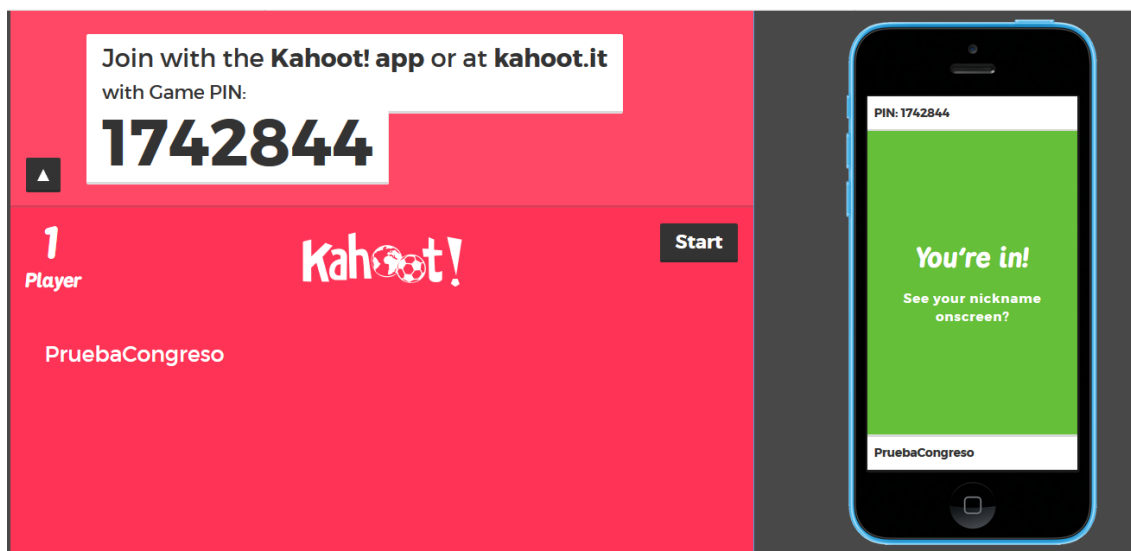 Join with the Kahoot! app or at kahoot.it
with Game PIN:
1742844
▲
1
Player
Kahoot!
Start
PruebaCongreso
PIN: 1742844
You're in!
See your nickname
onscreen?
PruebaCongreso